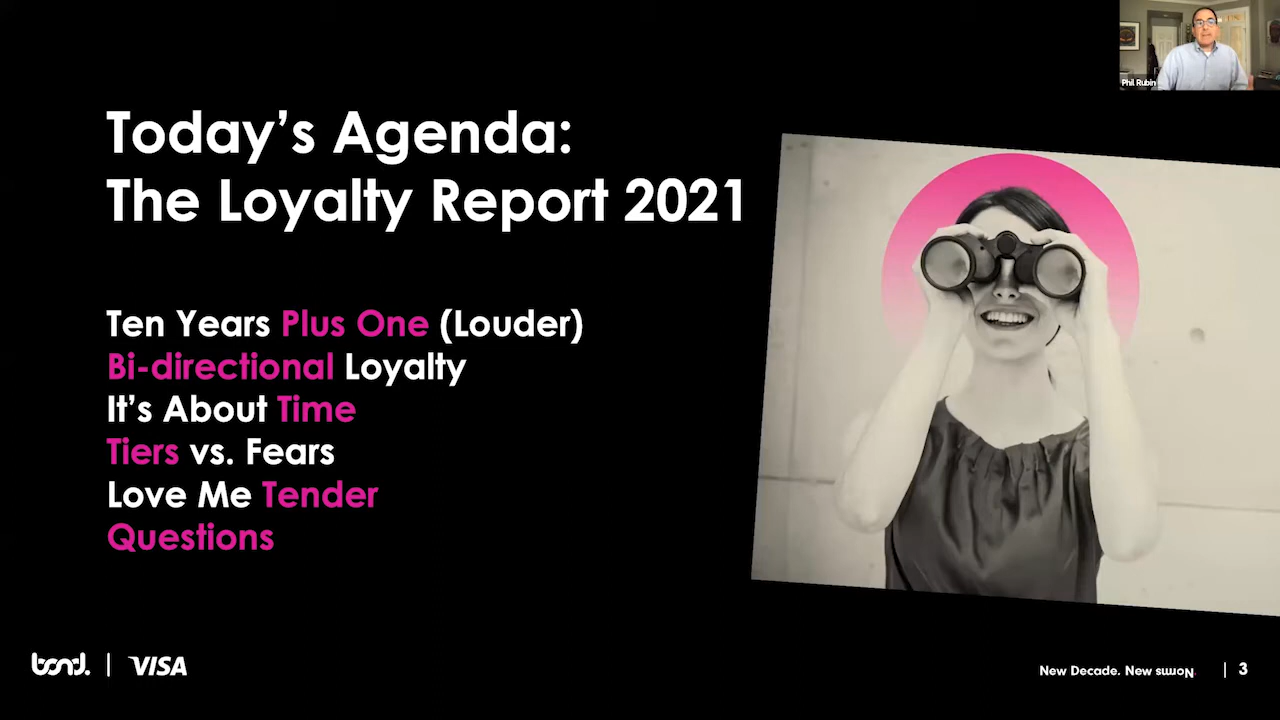 Phil Rubin
Today’s Agenda:
The Loyalty Report 2021
Ten Years Plus One (Louder)
Bi-directional Loyalty
It’s About Time
Tiers vs. Fears
Love Me Tender
Questions
bond. | VISA
New Decade. New Norms. | 3